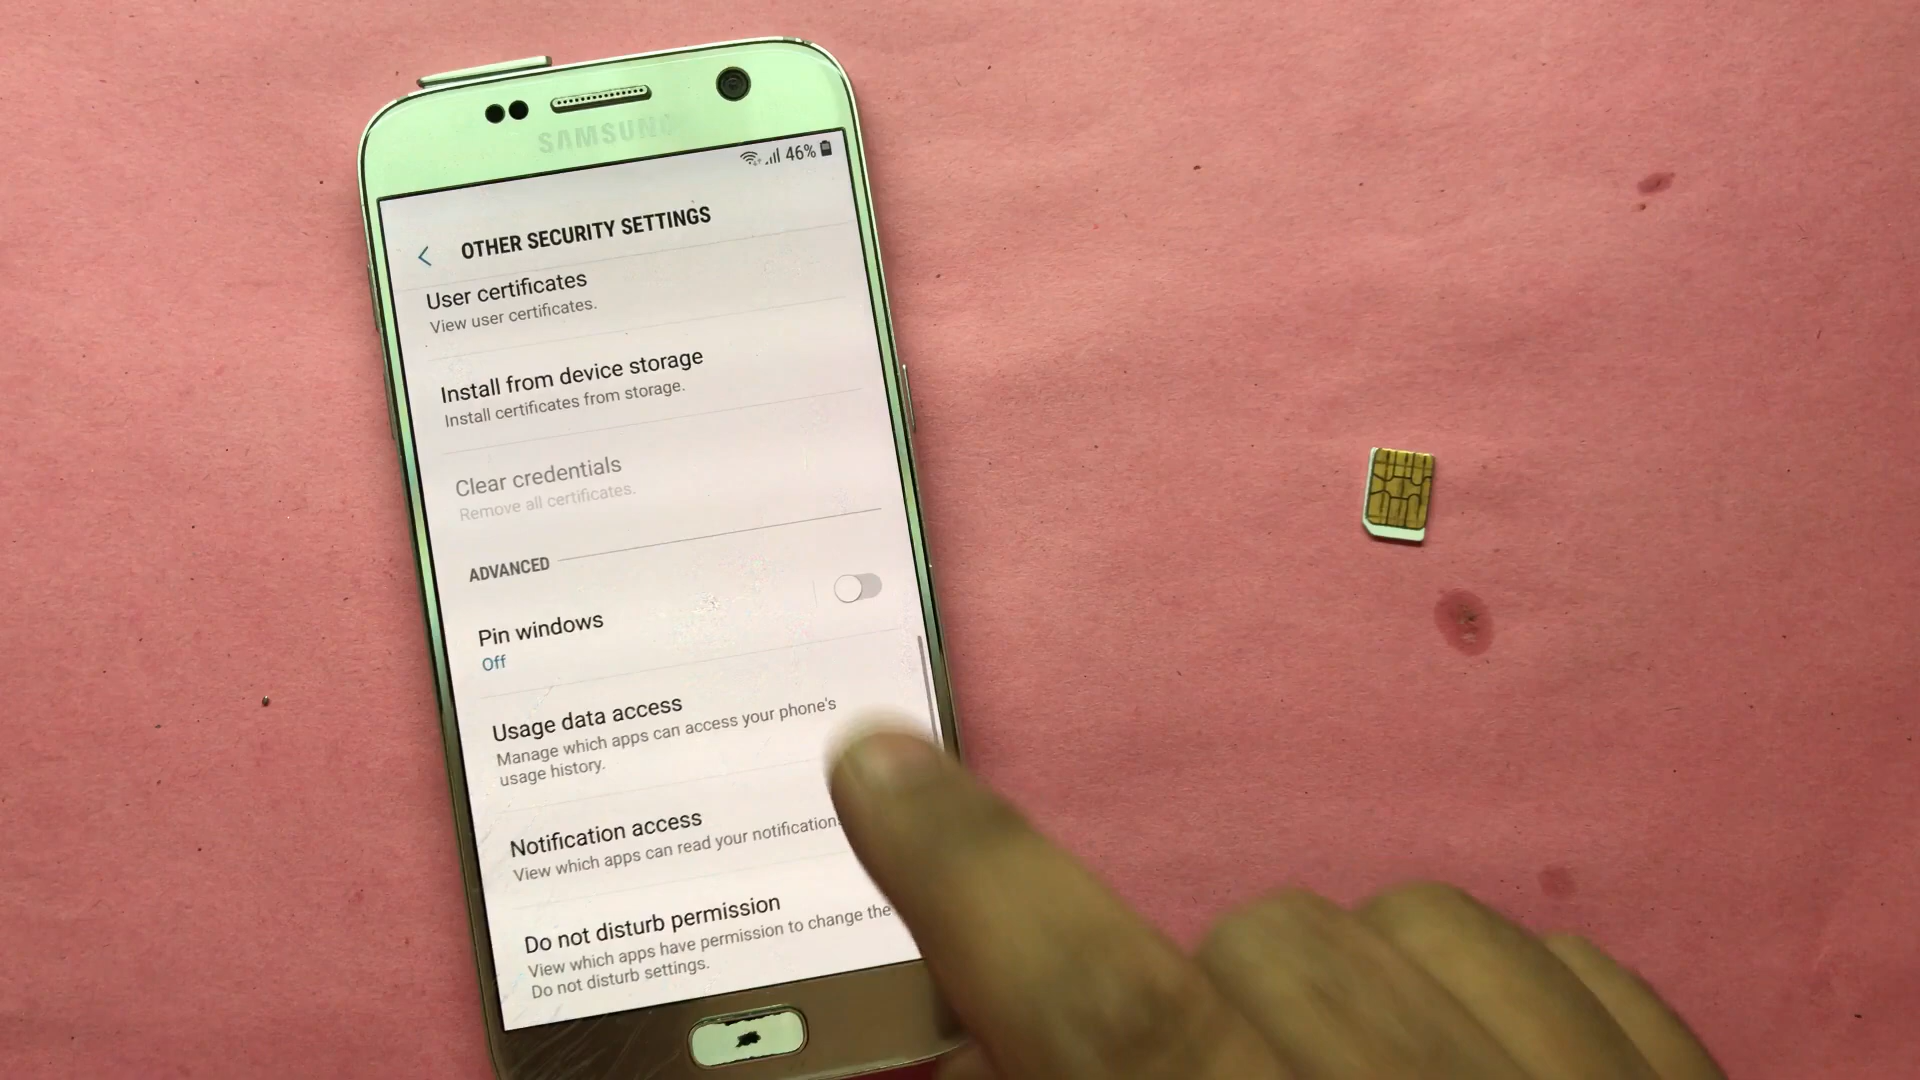 SAMSUNG
46%
OTHER SECURITY SETTINGS
User certificates
View user certificates.
Install from device storage
Install certificates from storage.
Clear credentials
Remove all certificates.
ADVANCED
Pin windows
Off
Usage data access
Manage which apps can access your phone's
usage history.
Notification access
View which apps can read your notifications
Do not disturb permission
View which apps have permission to change the
Do not disturb settings.